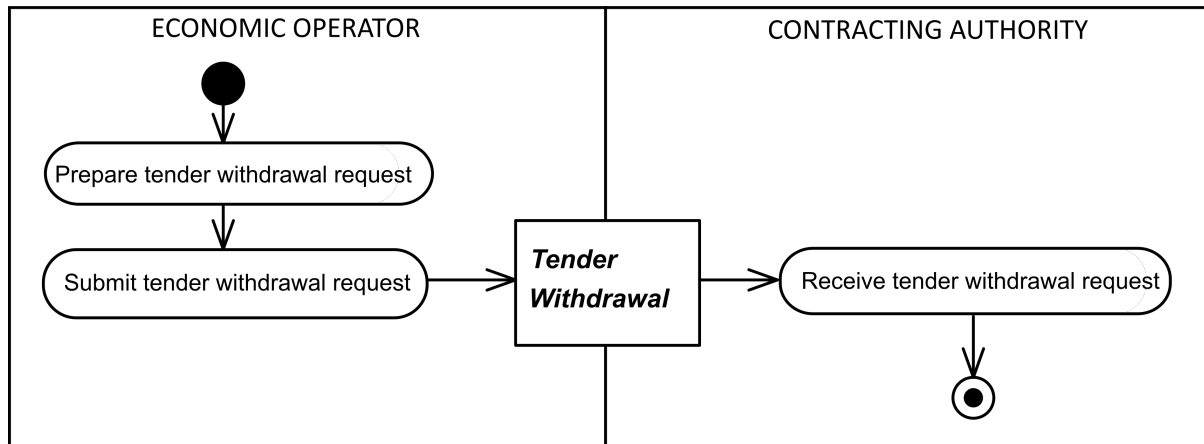 ECONOMIC OPERATOR
CONTRACTING AUTHORITY
Prepare tender withdrawal request
Submit tender withdrawal request
Tender
Withdrawal
Receive tender withdrawal request